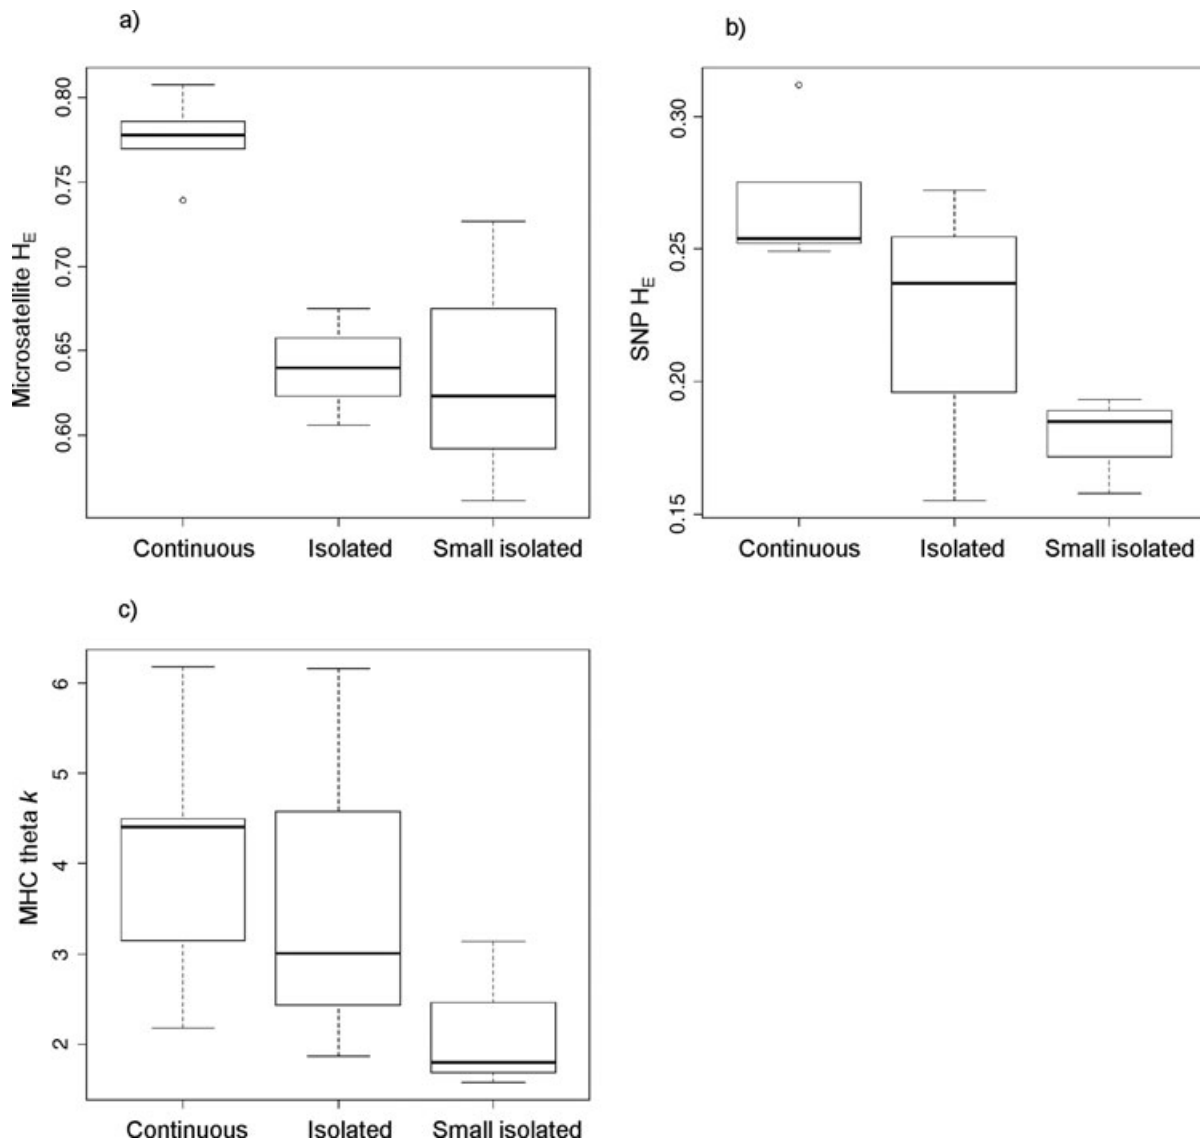 a)
Microsatellite HE
0.80
0.75
0.70
0.65
0.60
Continuous Isolated Small isolated
b)
SNP HE
0.30
0.25
0.20
0.15
Continuous Isolated Small isolated
c)
MHC theta k
6
5
4
3
2
Continuous Isolated Small isolated